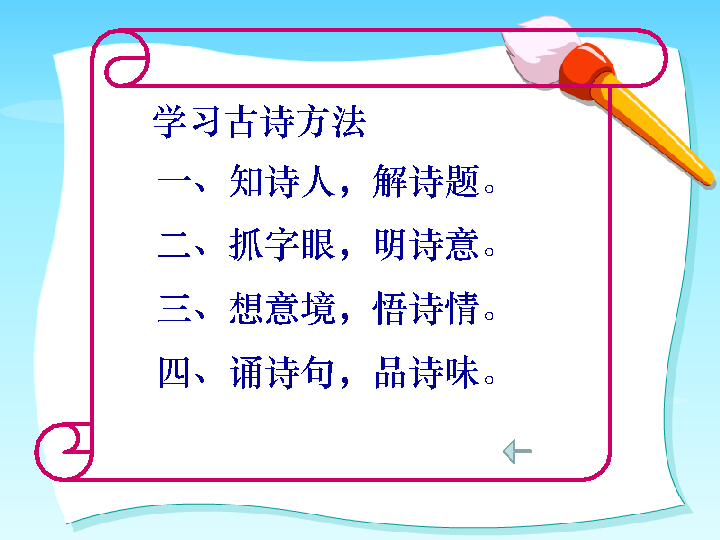 学习古诗方法
一、知诗人，解诗题。
二、抓字眼，明诗意。
三、想意境，悟诗情。
四、诵诗句，品诗味。